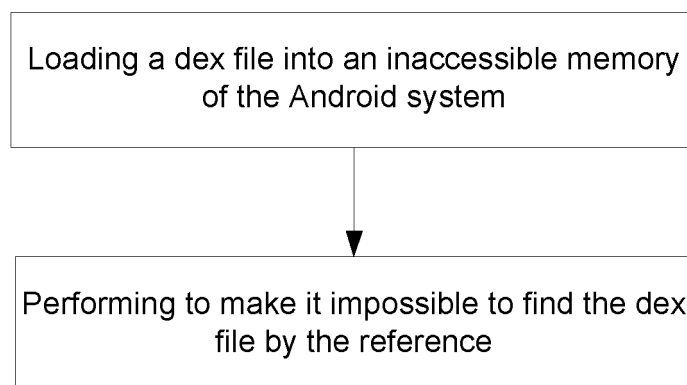 Loading a dex file into an inaccessible memory
of the Android system
Performing to make it impossible to find the dex
file by the reference